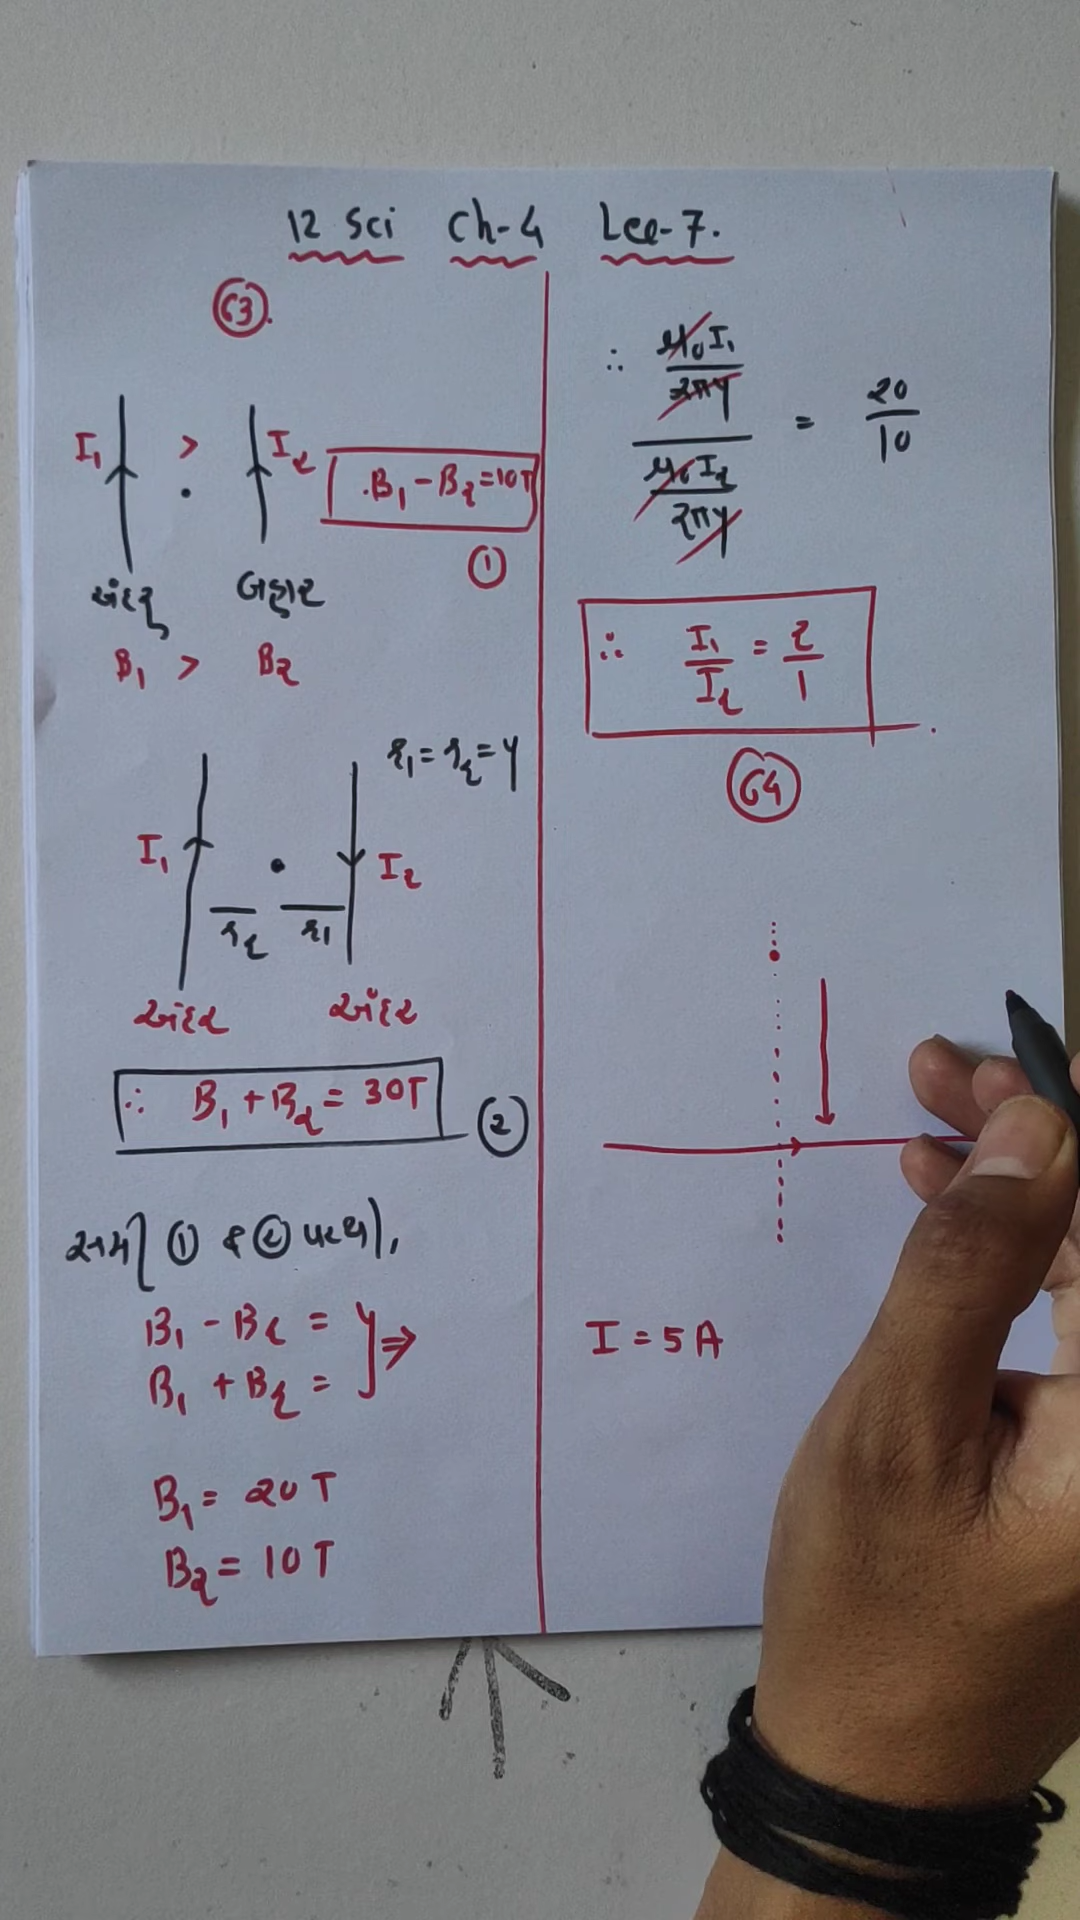 12 Sci Ch-4 Lec-7.
63.
I₁ > I₂
B₁ - B₂ = 10T
①
અંદર બહાર
B₁ > B₂
r₁ = r₂ = y
I₁ I₂
r₂ r₁
અંદર અંદર
∴ B₁ + B₂ = 30T
②
સમી ① & ② પરથી,
B₁ - B₂ =
B₁ + B₂ = } ⇒
B₁ = 20T
B₂ = 10T
∴ μ₀I₁/2πy / μ₀I₂/2πy = 20/10
∴ I₁/I₂ = 2/1
64
I = 5A